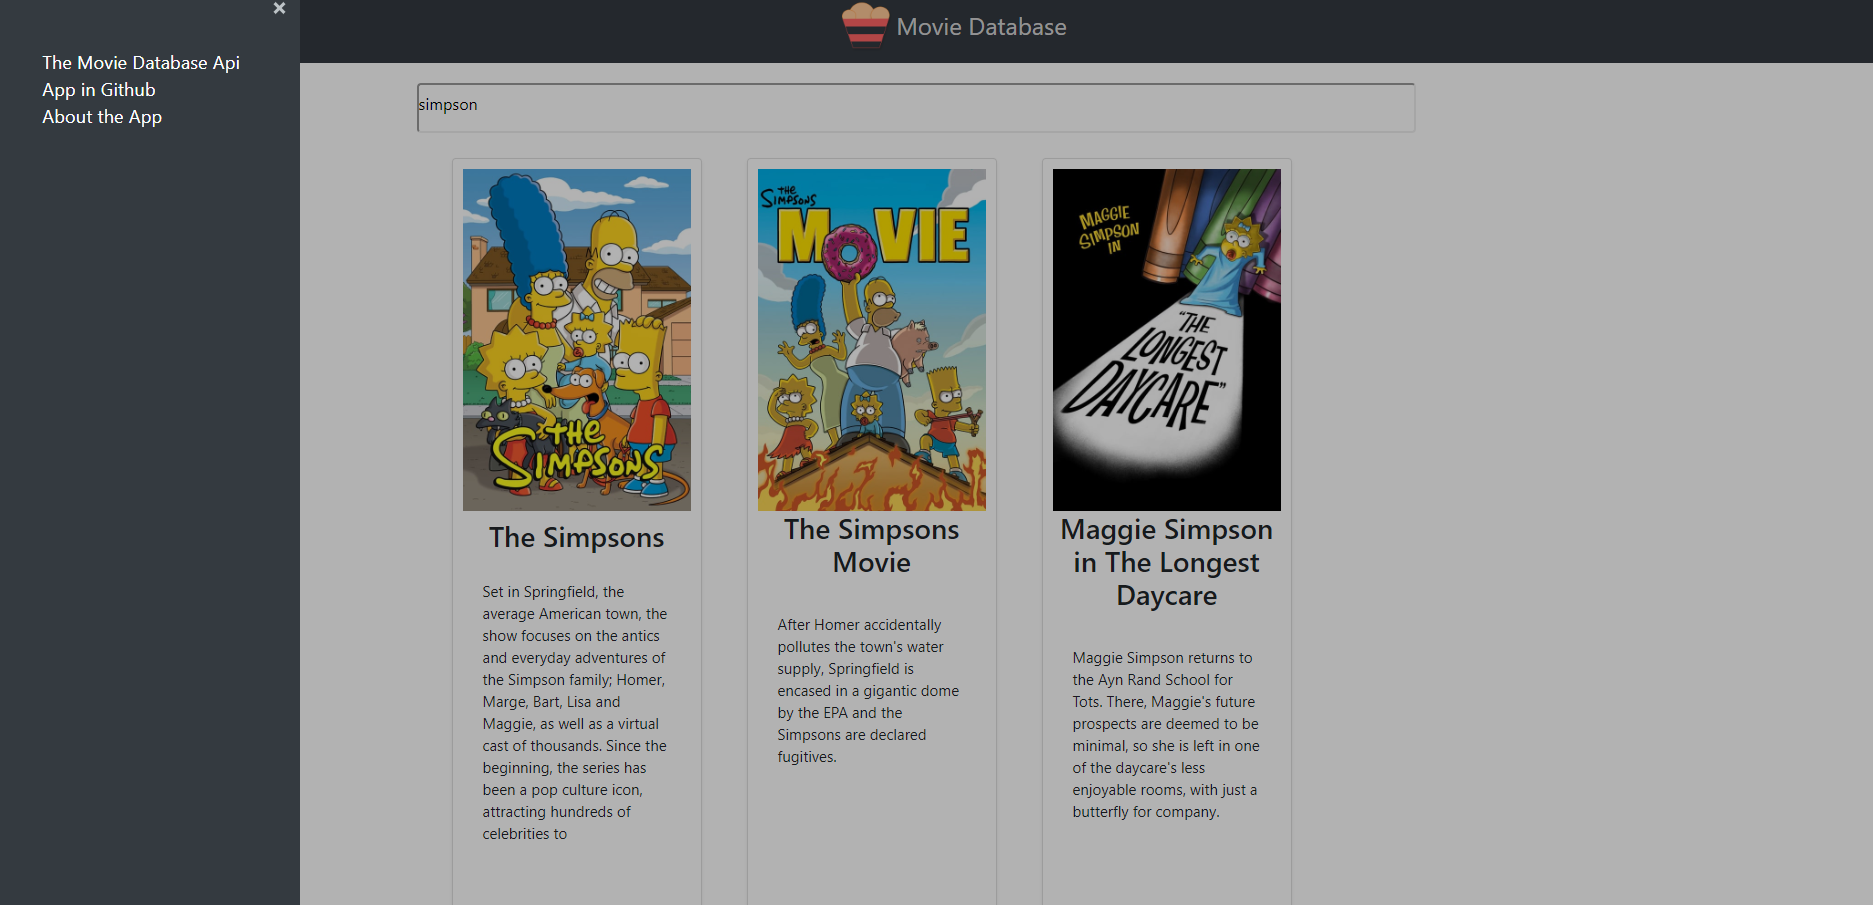 ×
The Movie Database Api
App in Github
About the App
Movie Database
simpson
THE
SIMPSONS
The Simpsons
Set in Springfield, the
average American town, the
show focuses on the antics
and everyday adventures of
the Simpson family; Homer,
Marge, Bart, Lisa and
Maggie, as well as a virtual
cast of thousands. Since the
beginning, the series has
been a pop culture icon,
attracting hundreds of
celebrities to
THE
SIMPSONS
MOVIE
The Simpsons
Movie
After Homer accidentally
pollutes the town's water
supply, Springfield is
encased in a gigantic dome
by the EPA and the
Simpsons are declared
fugitives.
MAGGIE
SIMPSON
IN
"THE
LONGEST
DAYCARE"
Maggie Simpson
in The Longest
Daycare
Maggie Simpson returns to
the Ayn Rand School for
Tots. There, Maggie's future
prospects are deemed to be
minimal, so she is left in one
of the daycare's less
enjoyable rooms, with just a
butterfly for company.